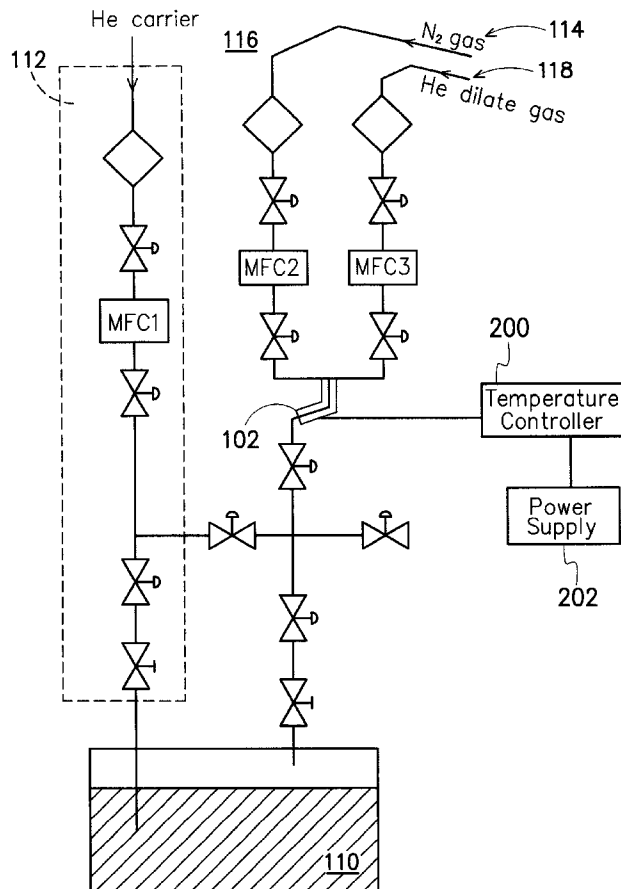 He carrier
112
116
N₂ gas
114
118
He dilate gas
MFC2
MFC3
MFC1
200
Temperature
Controller
102
Power
Supply
202
110